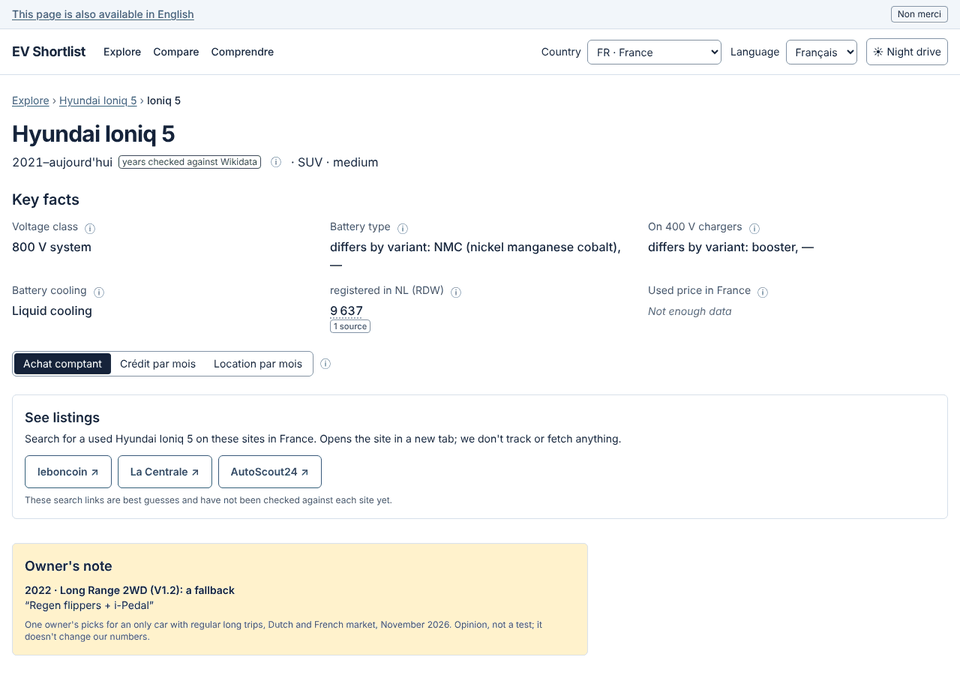 This page is also available in English
Non merci
EV Shortlist
Explore
Compare
Comprendre
Country
FR · France
Language
Français
☀ Night drive
Explore › Hyundai Ioniq 5 › Ioniq 5
Hyundai Ioniq 5
2021–aujourd'hui years checked against Wikidata ⓘ · SUV · medium
Key facts
Voltage class ⓘ
800 V system
Battery type ⓘ
differs by variant: NMC (nickel manganese cobalt),
—
On 400 V chargers ⓘ
differs by variant: booster, —
Battery cooling ⓘ
Liquid cooling
registered in NL (RDW) ⓘ
9 637
1 source
Used price in France ⓘ
Not enough data
Achat comptant
Crédit par mois
Location par mois
ⓘ
See listings
Search for a used Hyundai Ioniq 5 on these sites in France. Opens the site in a new tab; we don't track or fetch anything.
leboncoin ↗
La Centrale ↗
AutoScout24 ↗
These search links are best guesses and have not been checked against each site yet.
Owner's note
2022 · Long Range 2WD (V1.2): a fallback
“Regen flippers + i-Pedal”
One owner's picks for an only car with regular long trips, Dutch and French market, November 2026. Opinion, not a test; it
doesn't change our numbers.